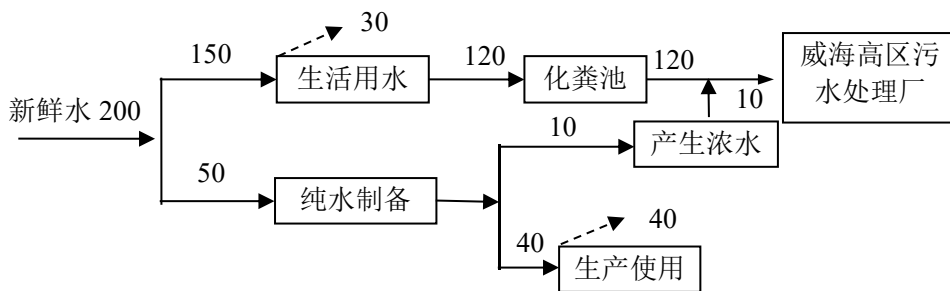 30
150
生活用水
120
化粪池
120
威海高区污
水处理厂
新鲜水 200
10
10
产生浓水
50
纯水制备
40
40
生产使用